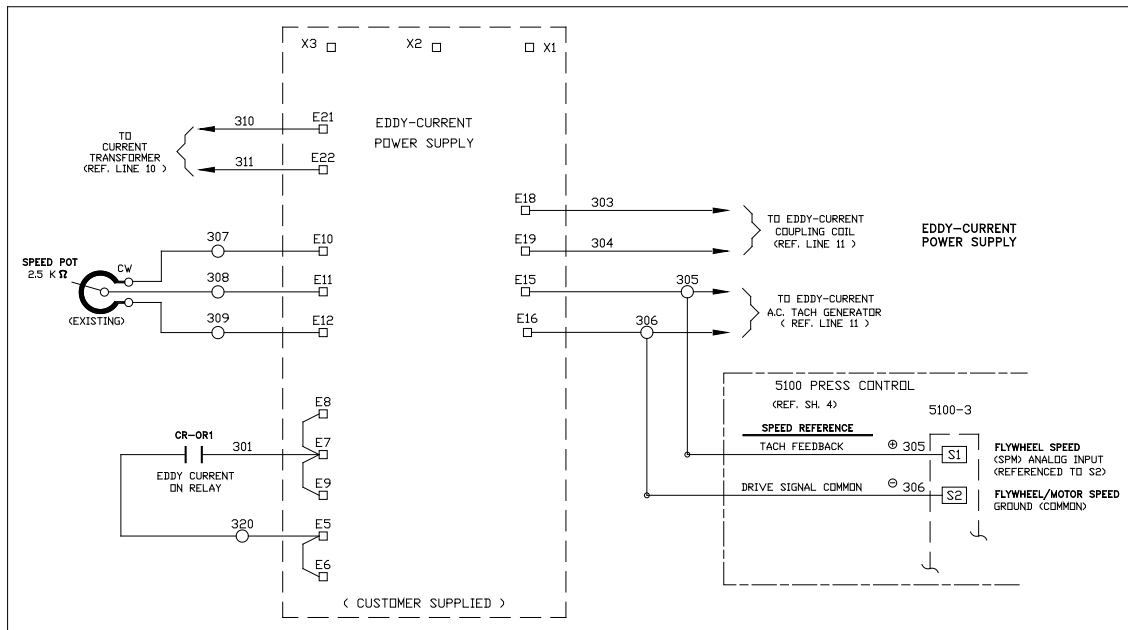 X3
X2
X1
EDDY-CURRENT
POWER SUPPLY
310
E21
TO
CURRENT
TRANSFORMER
(REF. LINE 10 )
311
E22
E18
303
TO EDDY-CURRENT
COUPLING COIL
(REF. LINE 11 )
E19
304
EDDY-CURRENT
POWER SUPPLY
307
E10
SPEED POT
2.5 K Ω
CW
308
E11
(EXISTING)
309
E12
E15
305
TO EDDY-CURRENT
A.C. TACH GENERATOR
( REF. LINE 11 )
E16
306
5100 PRESS CONTROL
(REF. SH. 4)
5100-3
SPEED REFERENCE
TACH FEEDBACK
⊕ 305
S1
FLYWHEEL SPEED
(SPM) ANALOG INPUT
(REFERENCED TO S2)
DRIVE SIGNAL COMMON
⊖ 306
S2
FLYWHEEL/MOTOR SPEED
GROUND (COMMON)
E8
CR-OR1
301
E7
EDDY CURRENT
ON RELAY
E9
320
E5
E6
( CUSTOMER SUPPLIED )